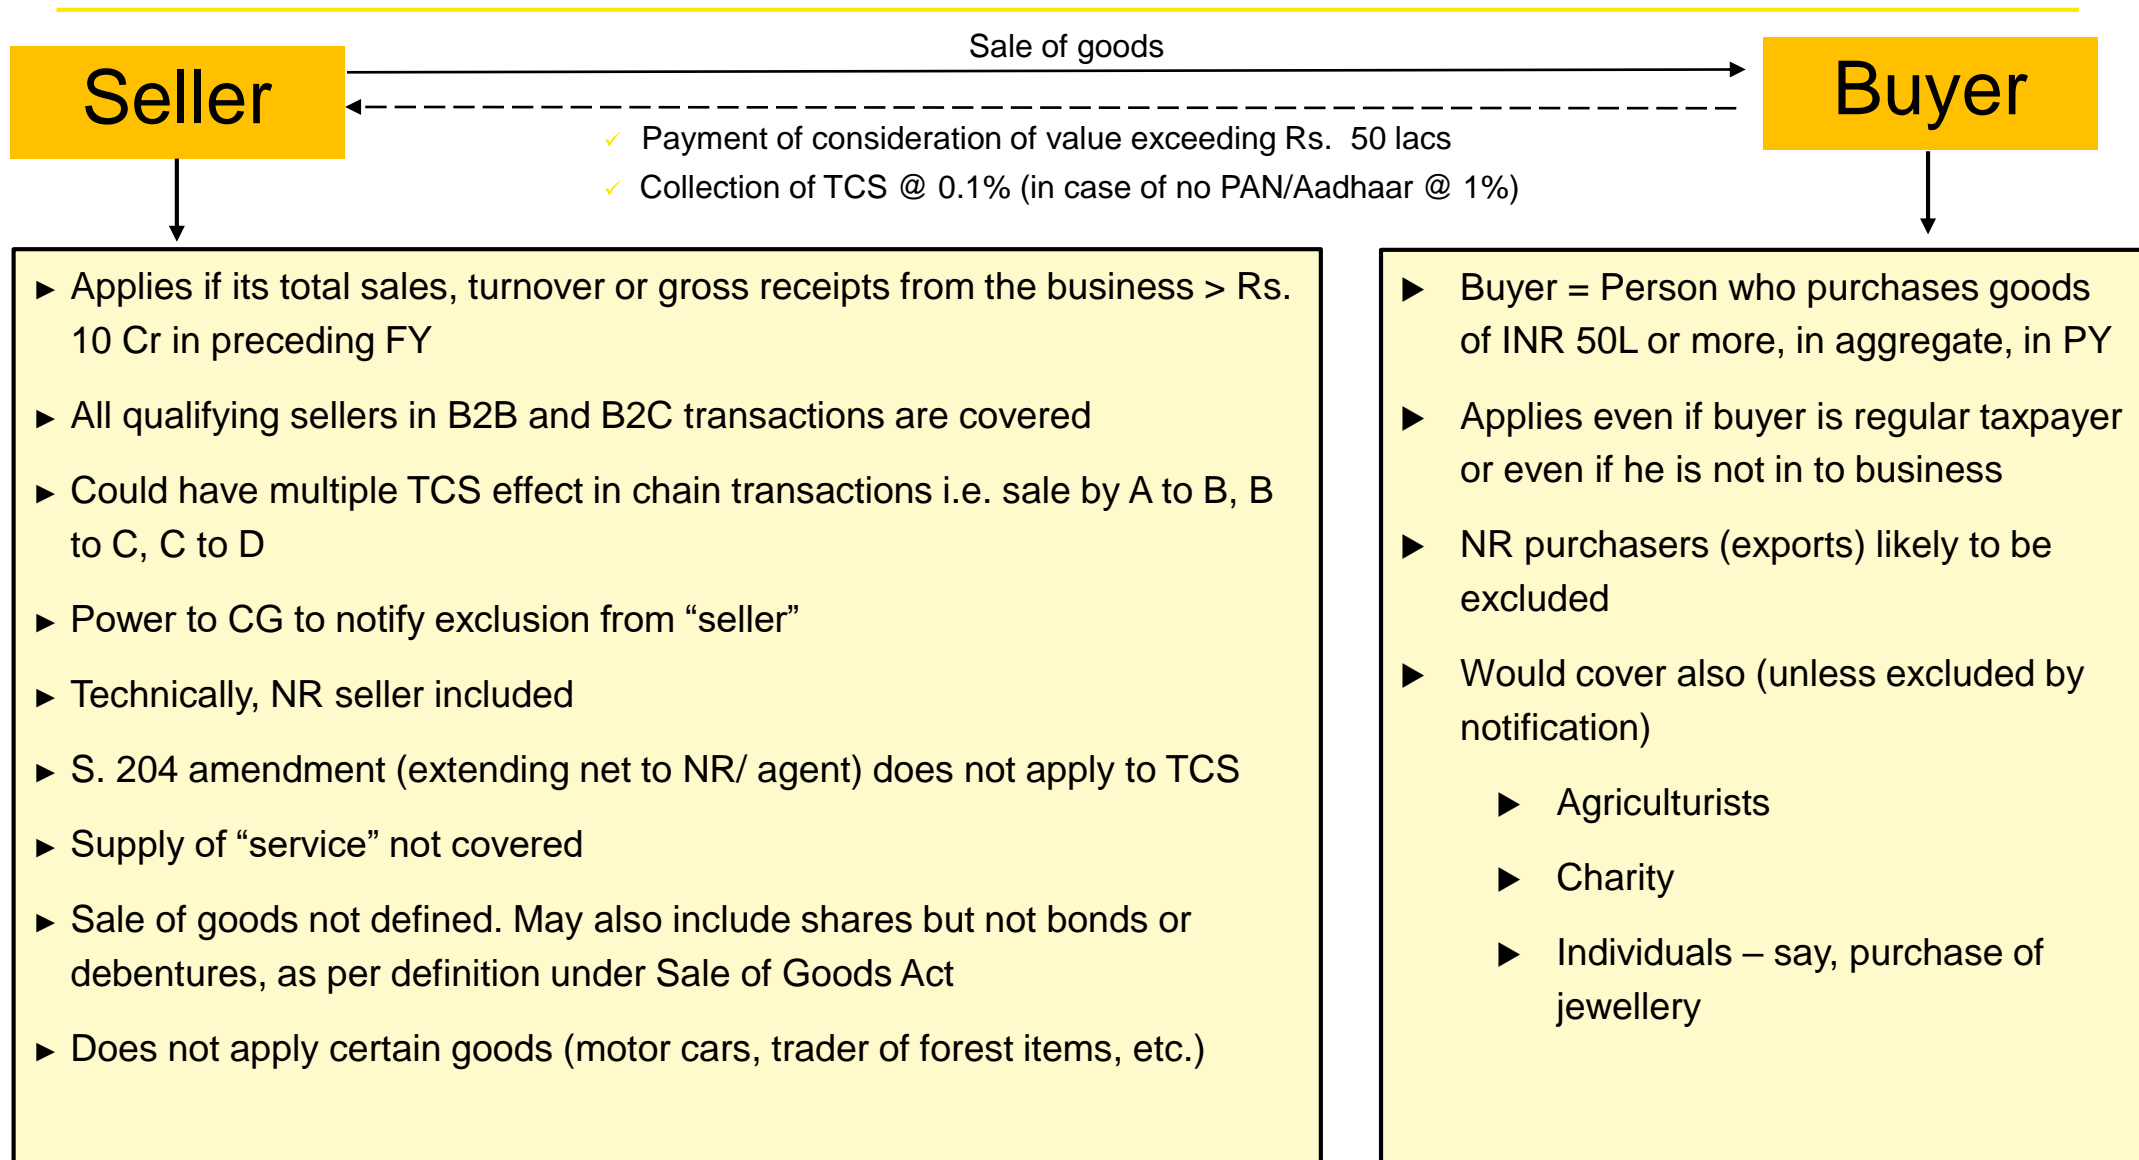 Sale of goods
Seller
Buyer
✓ Payment of consideration of value exceeding Rs. 50 lacs
✓ Collection of TCS @ 0.1% (in case of no PAN/Aadhaar @ 1%)
► Applies if its total sales, turnover or gross receipts from the business > Rs.
10 Cr in preceding FY
► All qualifying sellers in B2B and B2C transactions are covered
► Could have multiple TCS effect in chain transactions i.e. sale by A to B, B
to C, C to D
► Power to CG to notify exclusion from “seller”
► Technically, NR seller included
► S. 204 amendment (extending net to NR/ agent) does not apply to TCS
► Supply of “service” not covered
► Sale of goods not defined. May also include shares but not bonds or
debentures, as per definition under Sale of Goods Act
► Does not apply certain goods (motor cars, trader of forest items, etc.)
► Buyer = Person who purchases goods
of INR 50L or more, in aggregate, in PY
► Applies even if buyer is regular taxpayer
or even if he is not in to business
► NR purchasers (exports) likely to be
excluded
► Would cover also (unless excluded by
notification)
► Agriculturists
► Charity
► Individuals – say, purchase of
jewellery